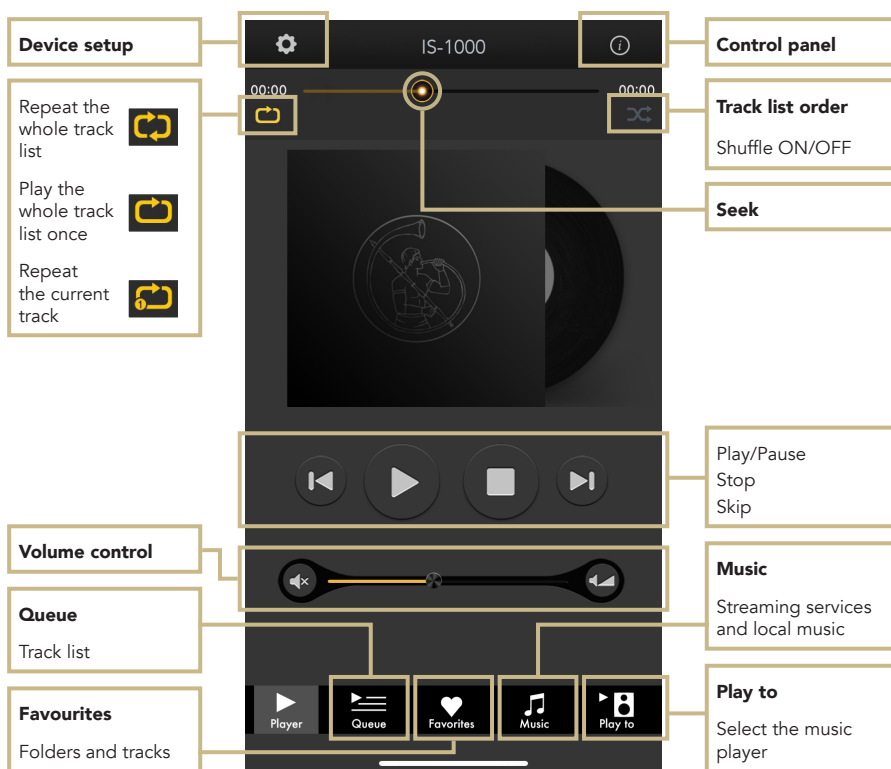 Device setup
IS-1000
Control panel
Repeat the
whole track
list
Play the
whole track
list once
Repeat
the current
track
1
00:00
00:00
Track list order
Shuffle ON/OFF
Seek
Play/Pause
Stop
Skip
Volume control
Queue
Track list
Favourites
Folders and tracks
Music
Streaming services
and local music
Play to
Select the music
player
Player
Queue
Favorites
Music
Play to